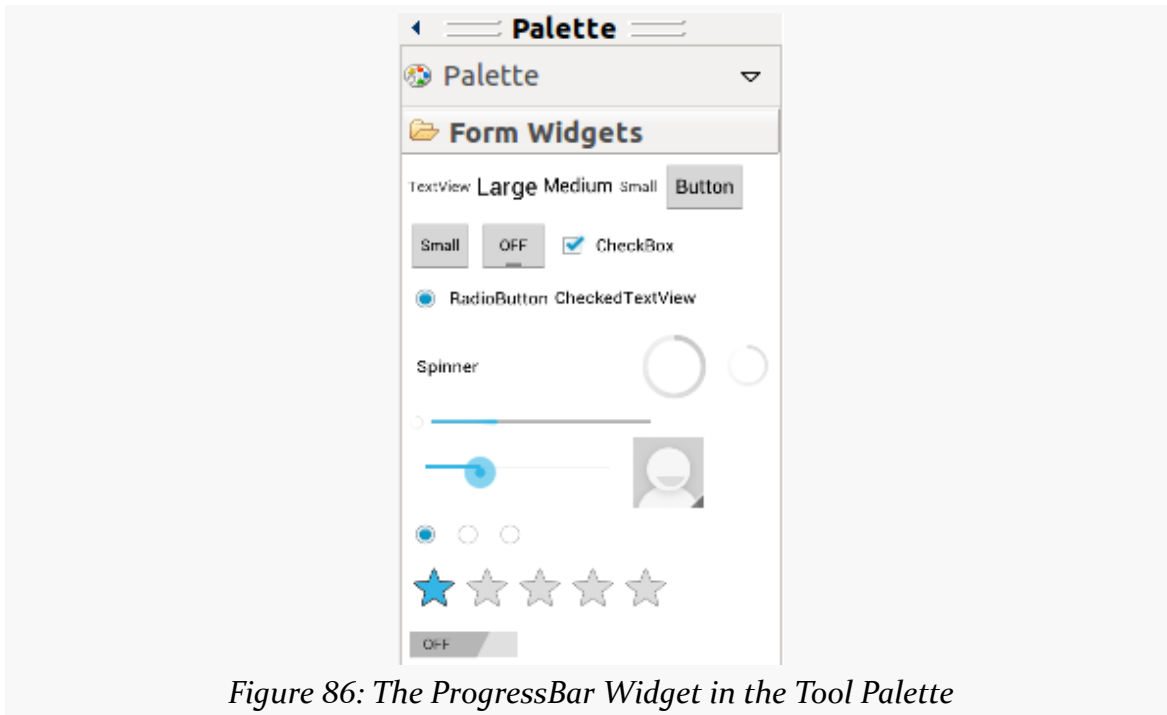 Palette
Palette
Form Widgets
TextView Large Medium Small Button
Small OFF CheckBox
RadioButton CheckedTextView
Spinner
OFF
Figure 86: The ProgressBar Widget in the Tool Palette